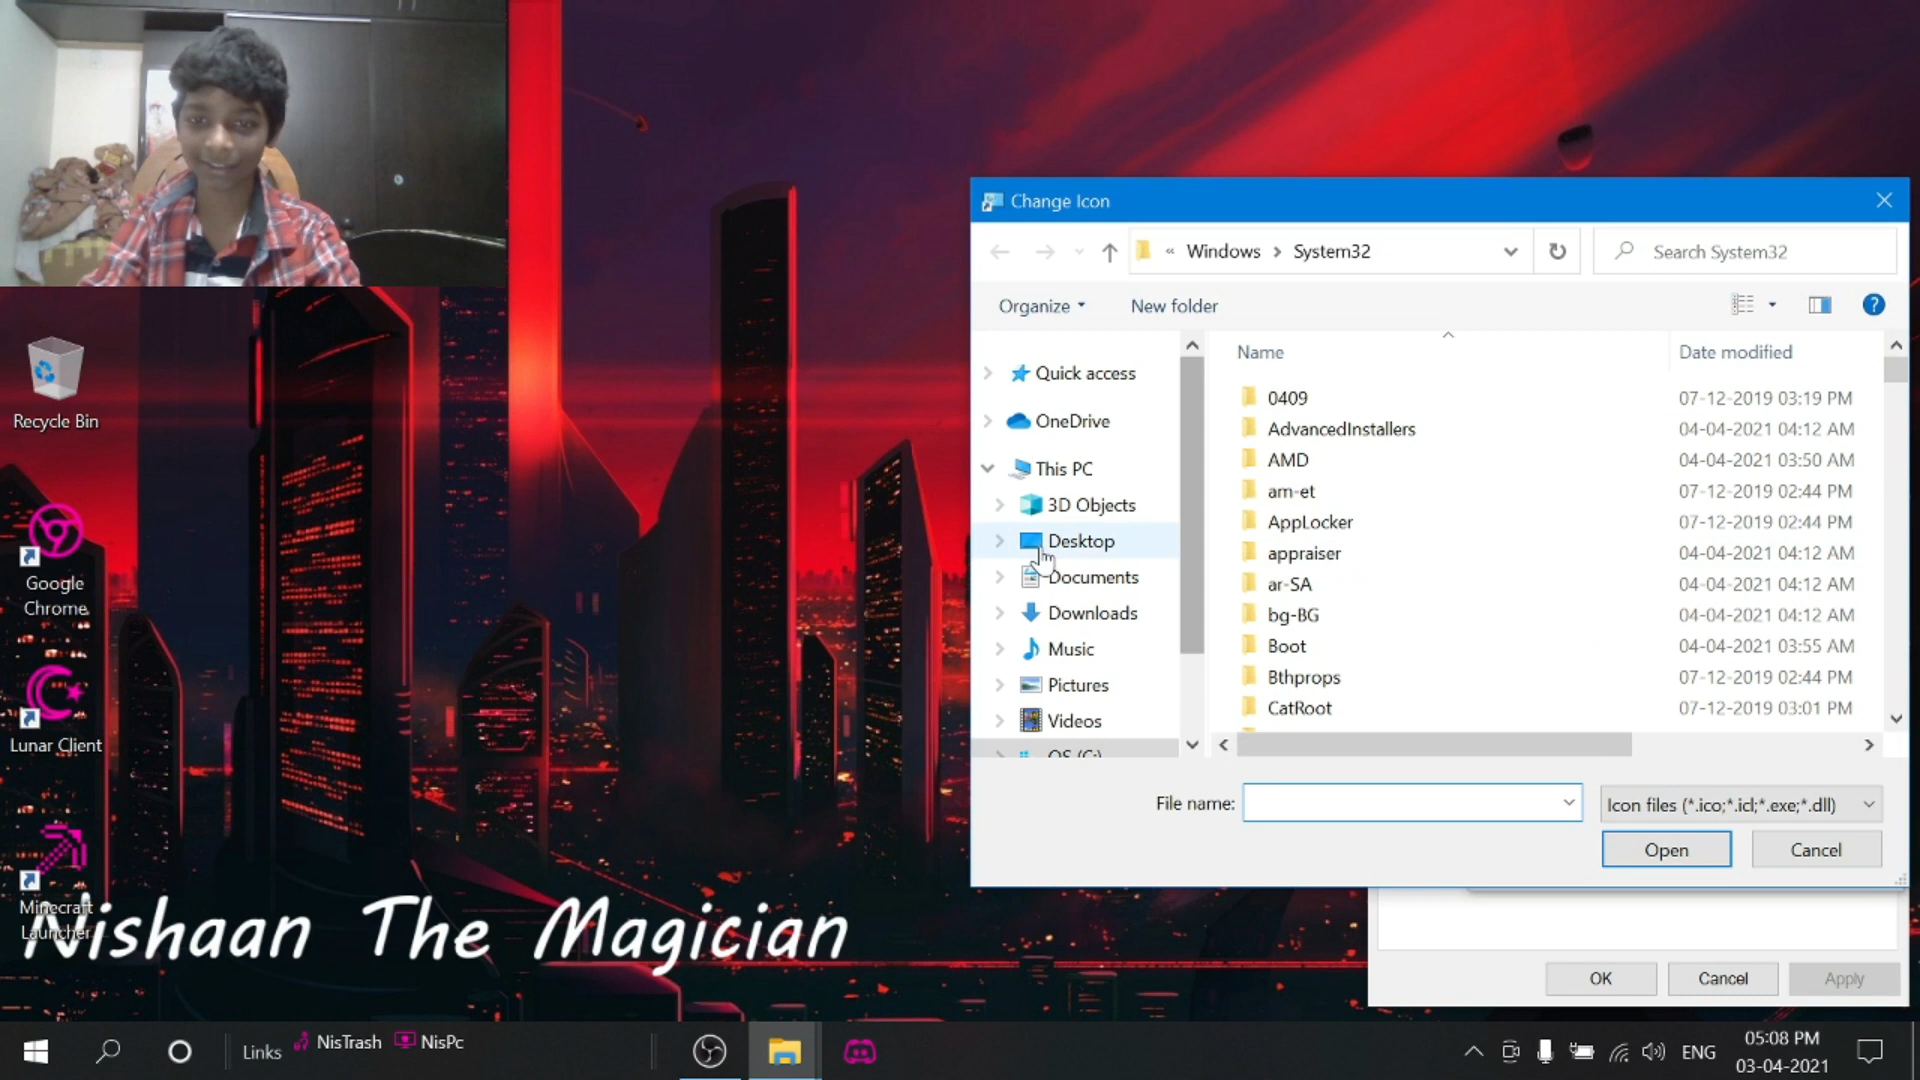 Change Icon
« Windows > System32
Search System32
Organize
New folder
Name
Date modified
Quick access
OneDrive
This PC
3D Objects
Desktop
Documents
Downloads
Music
Pictures
Videos
OS (C:)
0409 07-12-2019 03:19 PM
AdvancedInstallers 04-04-2021 04:12 AM
AMD 04-04-2021 03:50 AM
am-et 07-12-2019 02:44 PM
AppLocker 07-12-2019 02:44 PM
appraiser 04-04-2021 04:12 AM
ar-SA 04-04-2021 04:12 AM
bg-BG 04-04-2021 04:12 AM
Boot 04-04-2021 03:55 AM
Bthprops 07-12-2019 02:44 PM
CatRoot 07-12-2019 03:01 PM
File name:
Icon files (*.ico;*.icl;*.exe;*.dll)
Open
Cancel
OK
Cancel
Apply
Recycle Bin
Google
Chrome
Lunar Client
Minecraft
Launcher
Nishaan The Magician
Links
NisTrash
NisPc
ENG
05:08 PM
03-04-2021